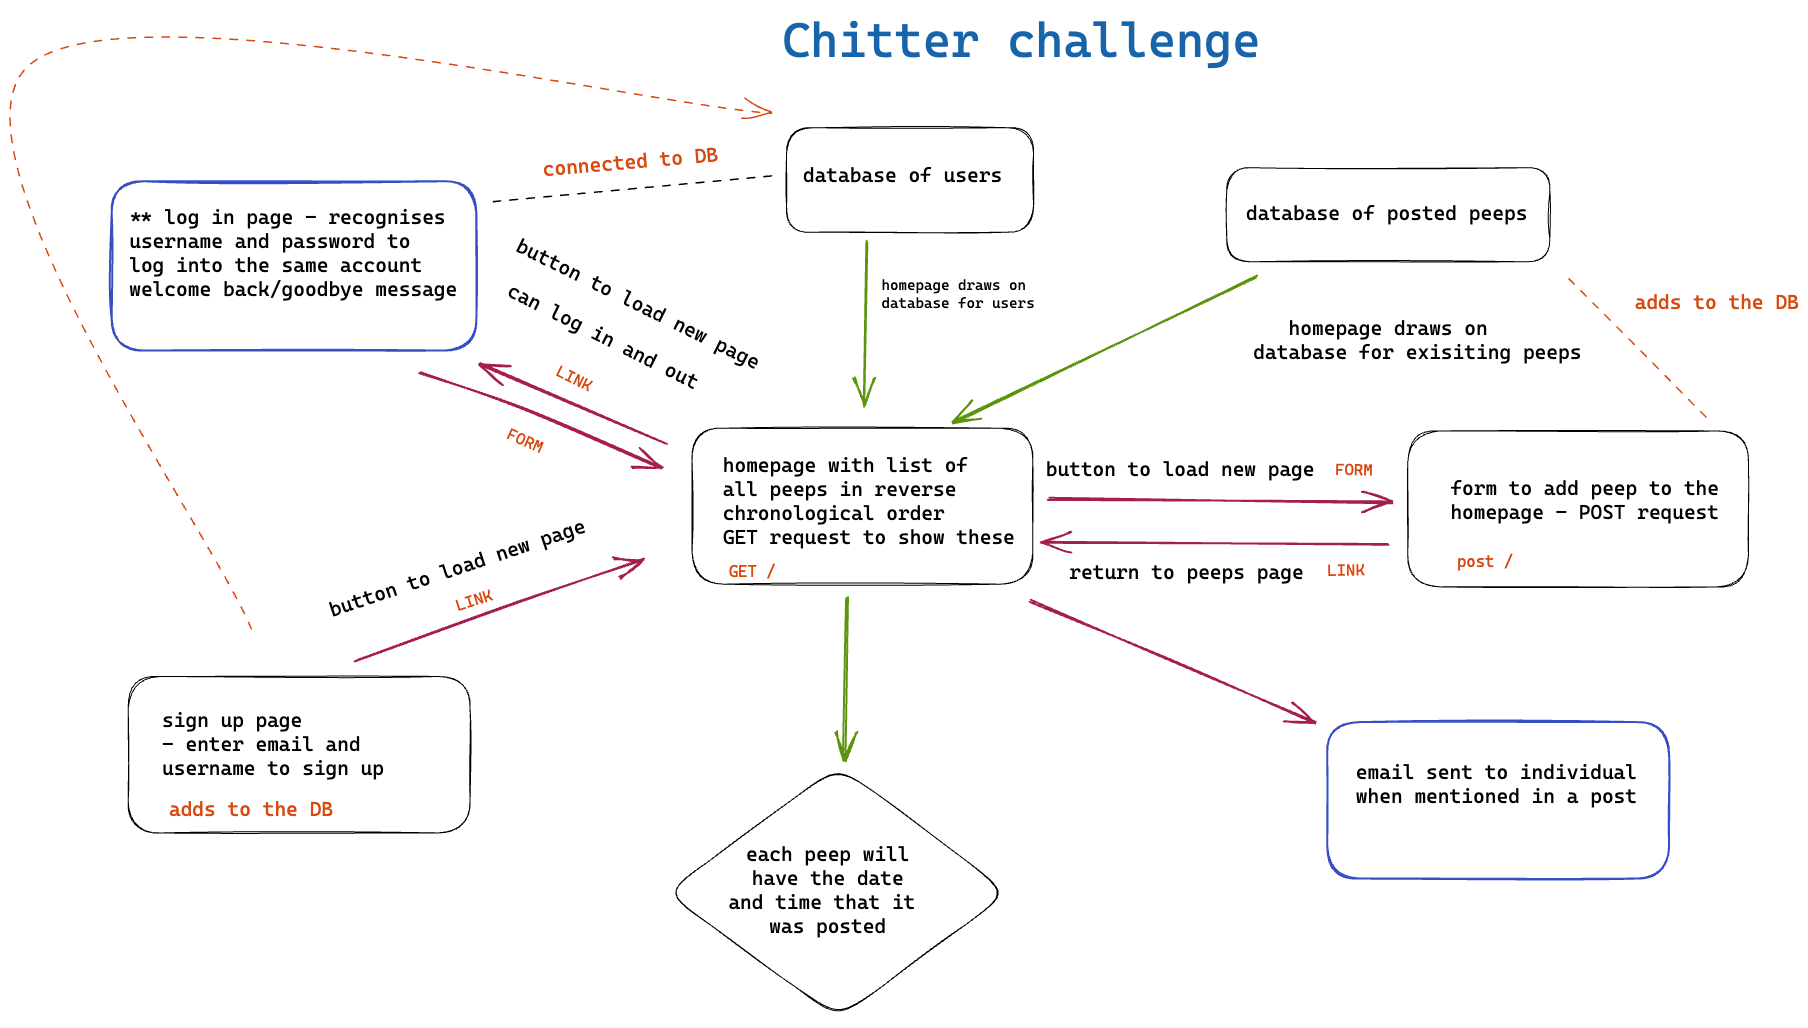 Chitter challenge
connected to DB
database of users
database of posted peeps
** log in page - recognises
username and password to
log into the same account
welcome back/goodbye message
button to load new page
can log in and out
LINK
FORM
homepage draws on
database for users
adds to the DB
homepage draws on
database for exisiting peeps
homepage with list of
all peeps in reverse
chronological order
GET request to show these
GET /
button to load new page FORM
return to peeps page LINK
form to add peep to the
homepage - POST request
post /
button to load new page
LINK
sign up page
- enter email and
username to sign up
adds to the DB
email sent to individual
when mentioned in a post
each peep will
have the date
and time that it
was posted